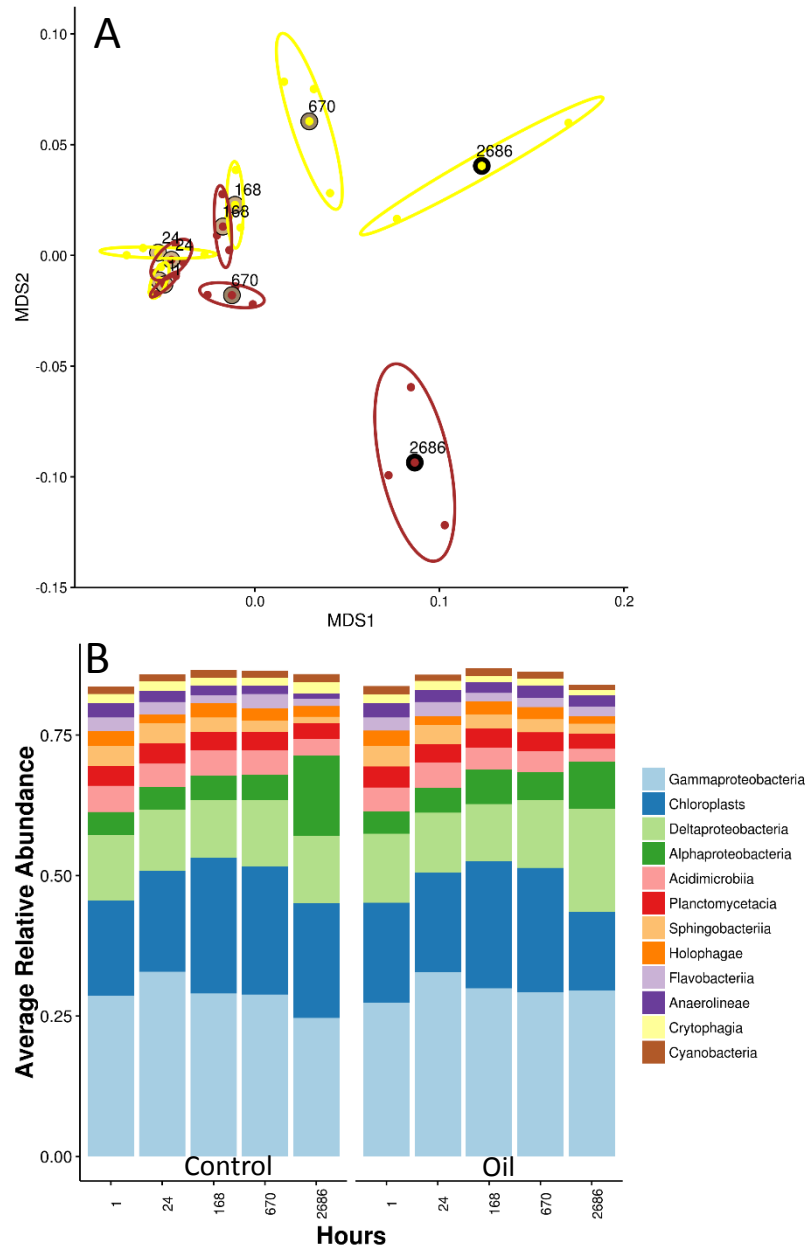 A
0.10
0.05
0.00
-0.05
-0.10
-0.15
MDS2
670
2686
168
168
24
24
1
1
670
2686
0.0
0.1
0.2
MDS1
B
Average Relative Abundance
0.75
0.50
0.25
0.00
Gammaproteobacteria
Chloroplasts
Deltaproteobacteria
Alphaproteobacteria
Acidimicrobiia
Planctomycetacia
Sphingobacteriia
Holophagae
Flavobacteriia
Anaerolineae
Crytophagia
Cyanobacteria
Control
Oil
1 24 168 670 2686 1 24 168 670 2686
Hours